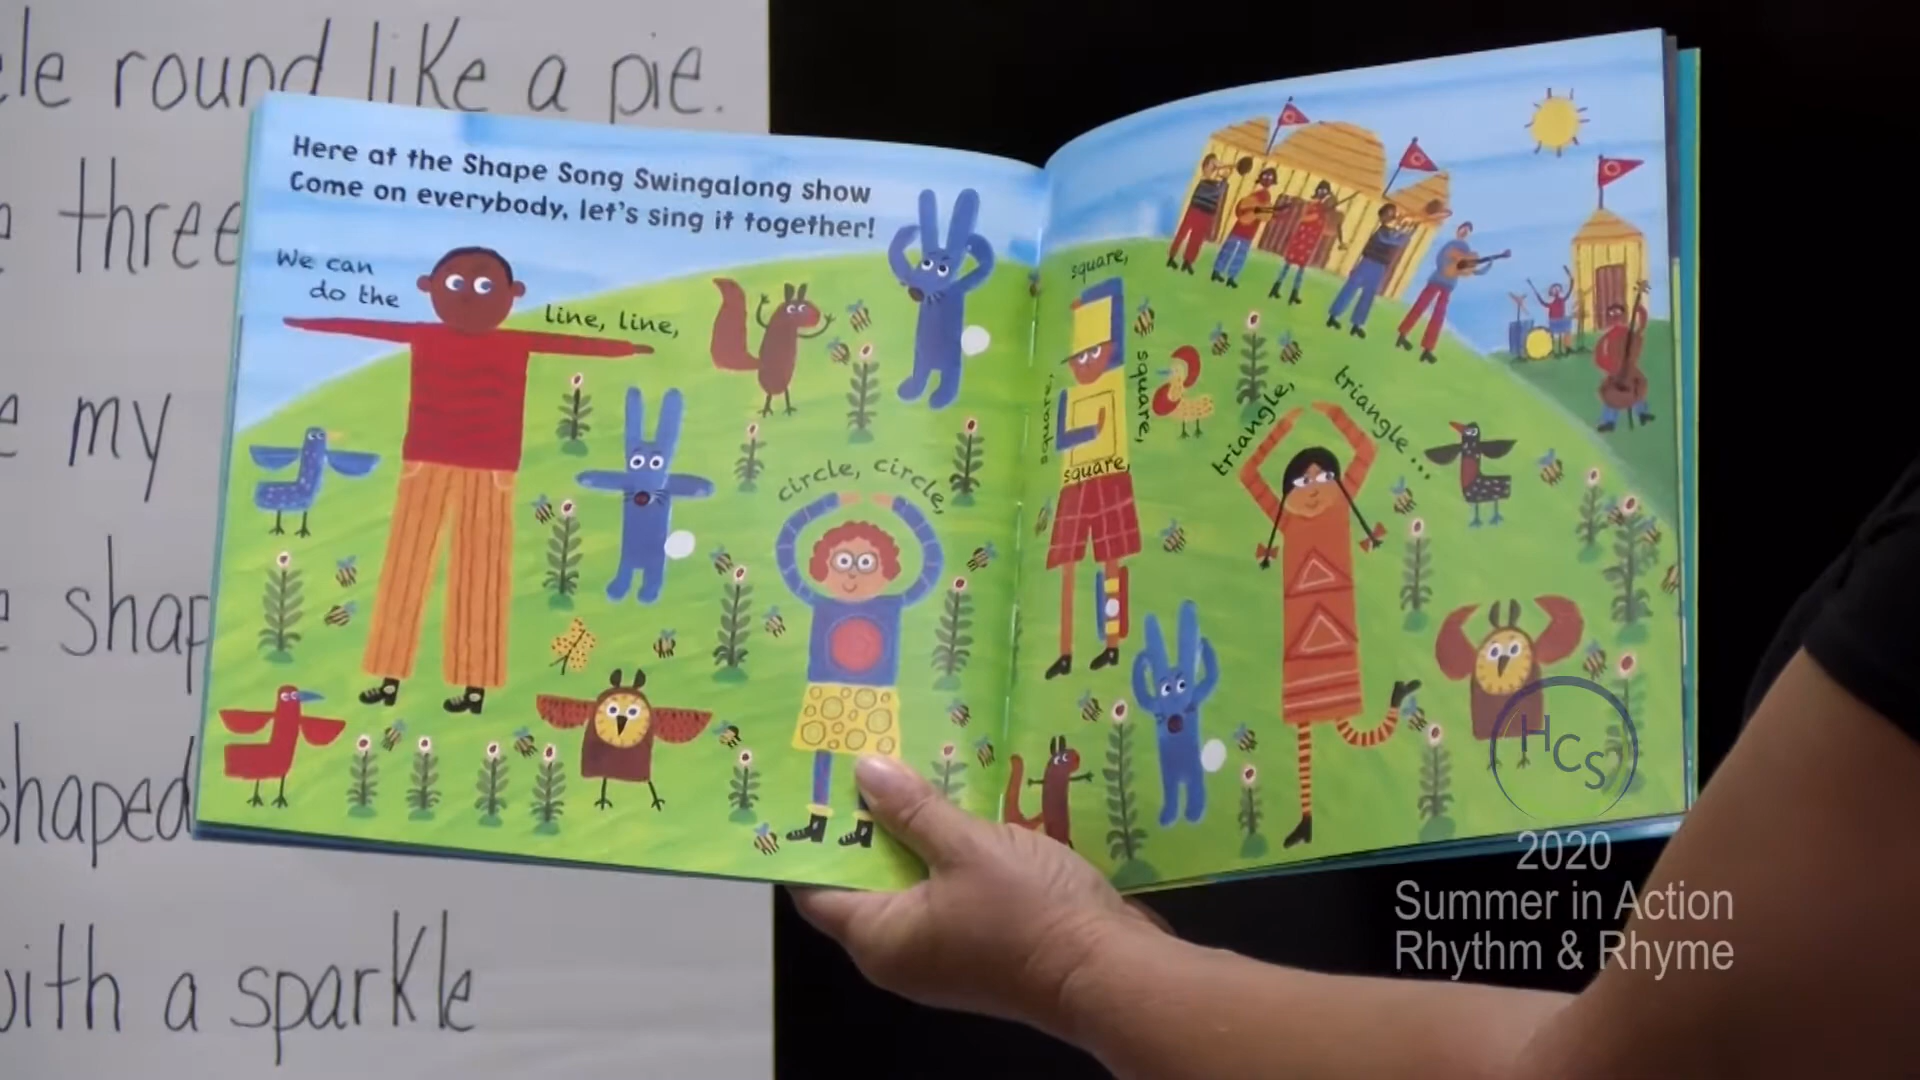 le round like a pie.
three
my
shap
shaped
with a sparkle
Here at the Shape Song Swingalong show
Come on everybody, let's sing it together!
We can
do the
line, line,
circle, circle,
square,
square,
square,
square,
triangle,
triangle...
HCS
2020
Summer in Action
Rhythm & Rhyme